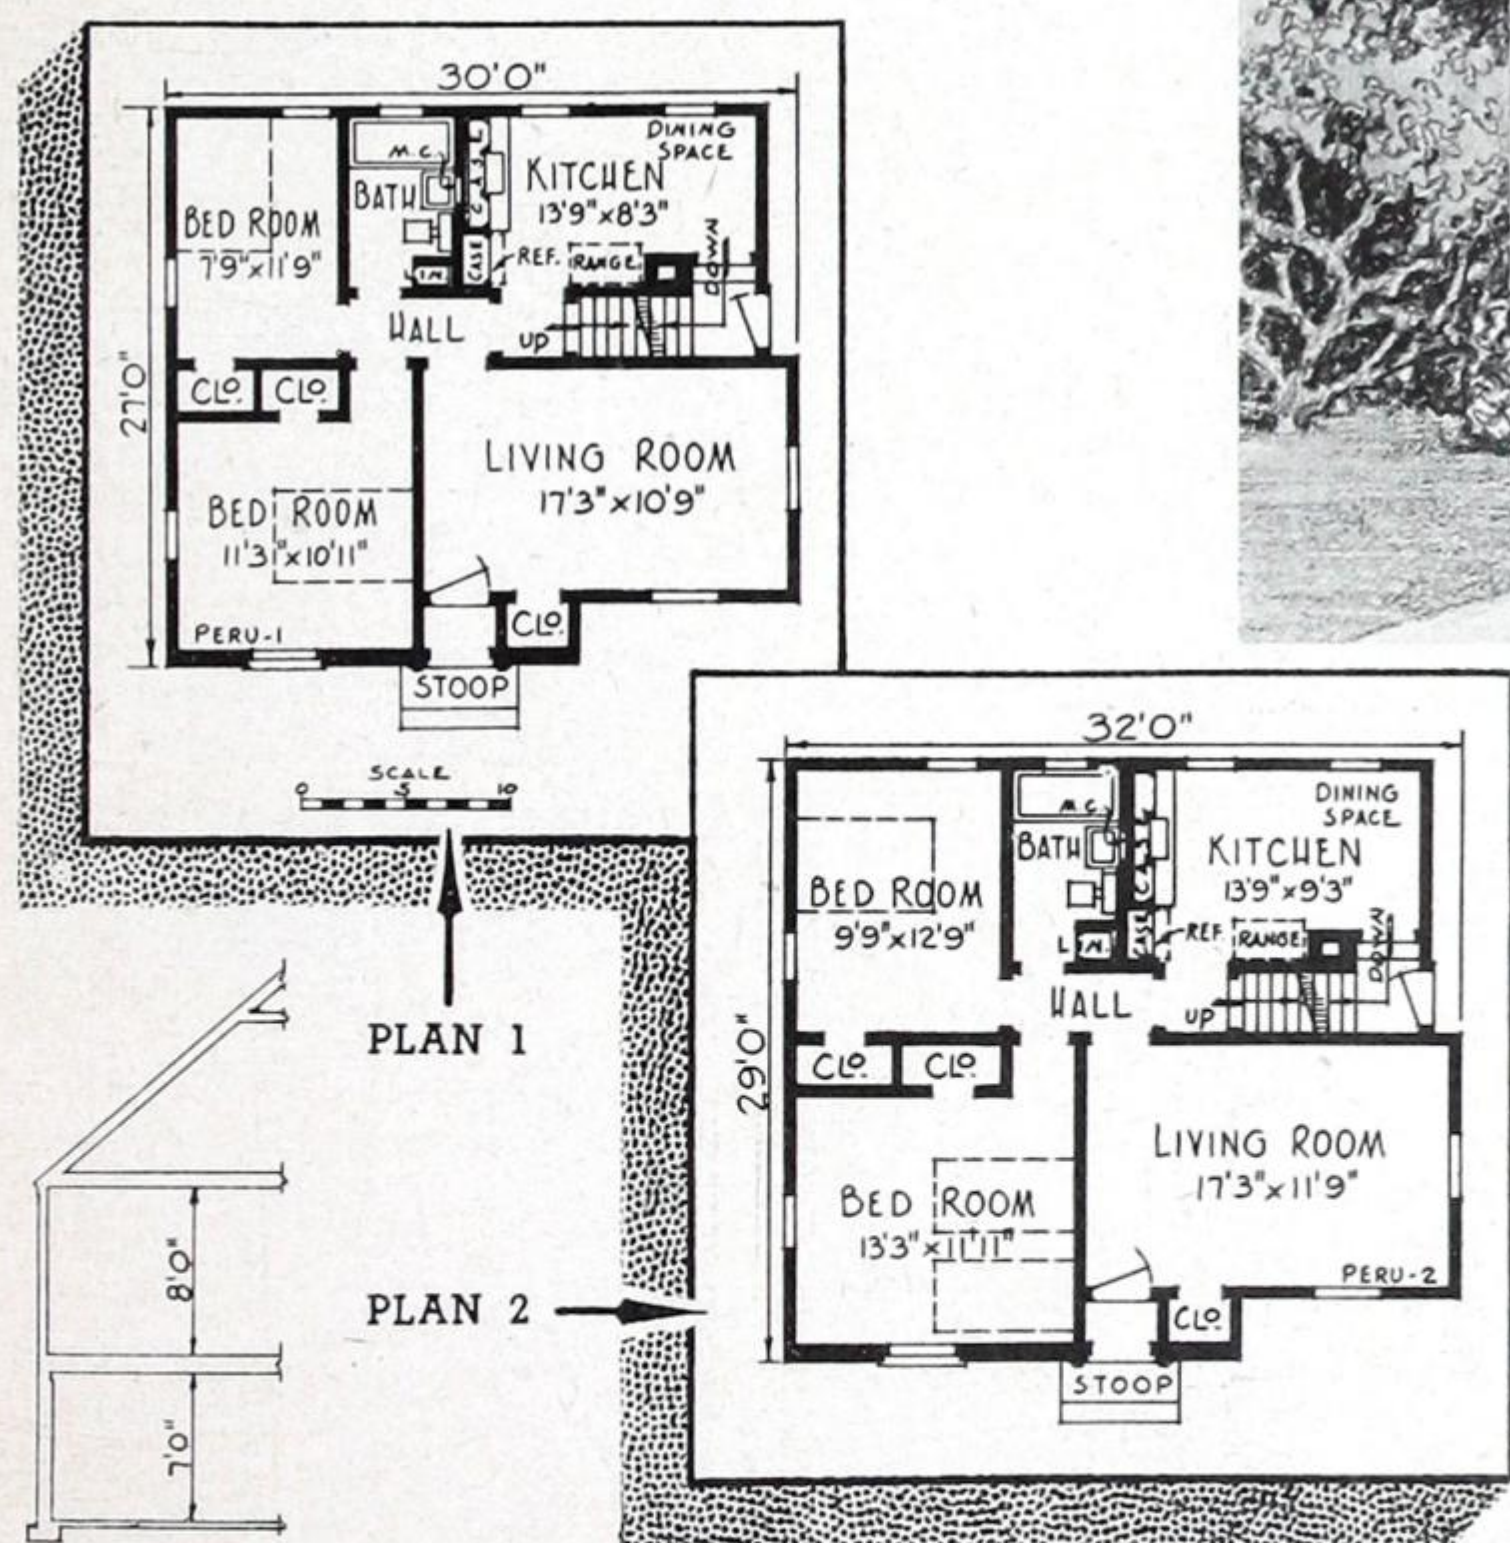 30'0"
27'0"
DINING
SPACE
M.C.
BATH
KITCHEN
13'9"x8'3"
BED ROOM
7'9"x11'9"
CASE
REF.
RANGE
DOWN
HALL
UP
CLO.
CLO.
LIVING ROOM
17'3"x10'9"
BED ROOM
11'3"x10'11"
PERU-1
CLO.
STOOP
SCALE
0 5 10
PLAN 1
32'0"
29'0"
DINING
SPACE
M.C.
BATH
KITCHEN
13'9"x9'3"
BED ROOM
9'9"x12'9"
L
CASE
REF.
RANGE
DOWN
HALL
UP
CLO.
CLO.
LIVING ROOM
17'3"x11'9"
BED ROOM
13'3"x11'11"
PERU-2
CLO.
STOOP
PLAN 2
8'0"
7'0"